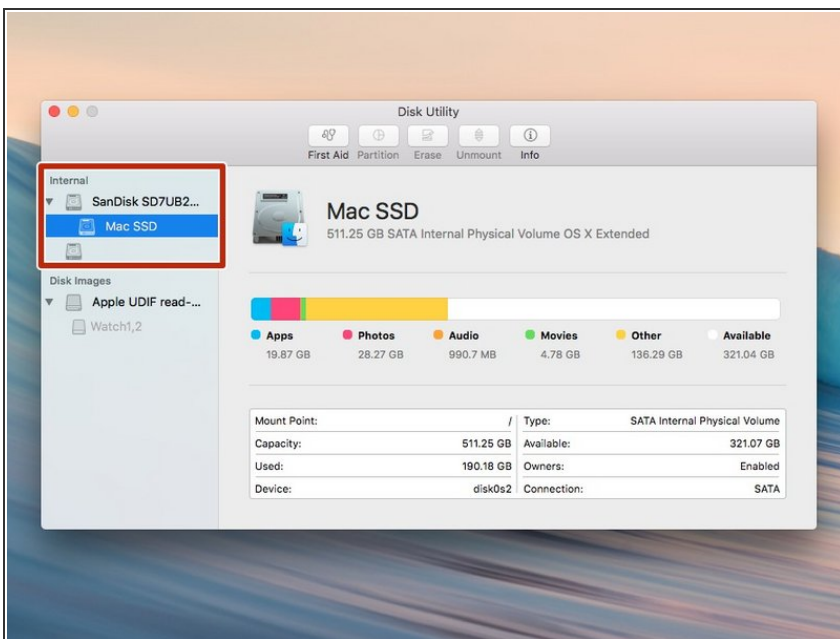 Disk Utility
First Aid Partition Erase Unmount Info
Internal
SanDisk SD7UB2...
Mac SSD
Disk Images
Apple UDIF read-...
Watch1,2
Mac SSD
511.25 GB SATA Internal Physical Volume OS X Extended
Apps Photos Audio Movies Other Available
19.87 GB 28.27 GB 990.7 MB 4.78 GB 136.29 GB 321.04 GB
Mount Point: / Type: SATA Internal Physical Volume
Capacity: 511.25 GB Available: 321.07 GB
Used: 190.18 GB Owners: Enabled
Device: disk0s2 Connection: SATA